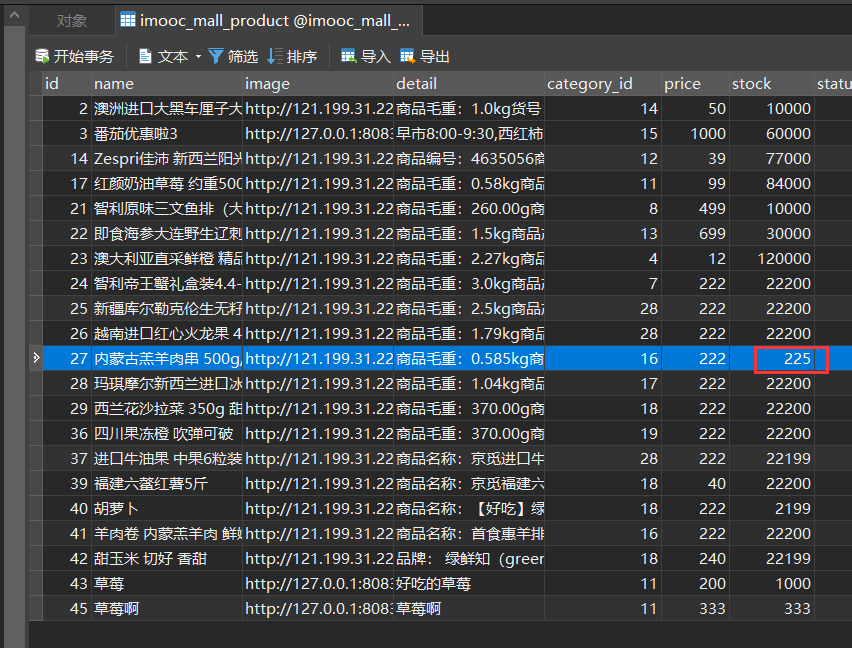 对象 imooc_mall_product @imooc_mall_...
开始事务 文本 筛选 排序 导入 导出
id name image detail category_id price stock statu
2 澳洲进口大黑车厘子大 http://121.199.31.22 商品毛重：1.0kg货号 14 50 10000
3 番茄优惠啦3 http://127.0.0.1:808 早市8:00-9:30,西红柿 15 1000 60000
14 Zespri佳沛 新西兰阳光 http://121.199.31.22 商品编号：4635056商 12 39 77000
17 红颜奶油草莓 约重500 http://121.199.31.22 商品毛重：0.58kg商品 11 99 84000
21 智利原味三文鱼排（大 http://121.199.31.22 商品毛重：260.00g商 8 499 10000
22 即食海参大连野生辽刺 http://121.199.31.22 商品毛重：1.5kg商品 13 699 30000
23 澳大利亚直采鲜橙 精品 http://121.199.31.22 商品毛重：2.27kg商品 4 12 120000
24 智利帝王蟹礼盒装4.4- http://121.199.31.22 商品毛重：3.0kg商品 7 222 22200
25 新疆库尔勒克伦生无籽 http://121.199.31.22 商品毛重：2.5kg商品 28 222 22200
26 越南进口红心火龙果 4 http://121.199.31.22 商品毛重：1.79kg商品 28 222 22200
27 内蒙古羔羊肉串 500g http://121.199.31.22 商品毛重：0.585kg商 16 222 225
28 玛琪摩尔新西兰进口冰 http://121.199.31.22 商品毛重：1.04kg商品 17 222 22200
29 西兰花沙拉菜 350g 甜 http://121.199.31.22 商品毛重：370.00g商 18 222 22200
36 四川果冻橙 吹弹可破 http://121.199.31.22 商品毛重：370.00g商 19 222 22200
37 进口牛油果 中果6粒装 http://121.199.31.22 商品名称：京觅进口牛 28 222 22199
39 福建六鳌红薯5斤 http://121.199.31.22 商品名称：京觅福建六 18 40 22200
40 胡萝卜 http://121.199.31.22 商品名称：【好吃】绿 18 222 2199
41 羊肉卷 内蒙羔羊肉 鲜嫩 http://121.199.31.22 商品名称：首食惠羊排 16 222 22200
42 甜玉米 切好 香甜 http://121.199.31.22 品牌： 绿鲜知（green 18 240 22199
43 草莓 http://127.0.0.1:808 好吃的草莓 11 200 1000
45 草莓啊 http://127.0.0.1:808 草莓啊 11 333 333